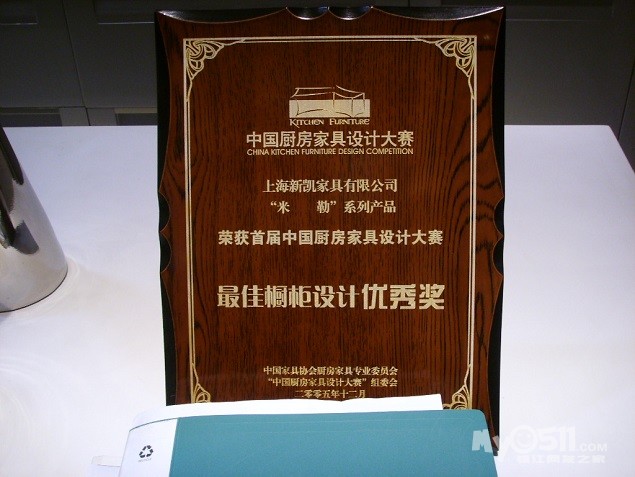 KITCHEN FURNITURE
中国厨房家具设计大赛
CHINA KITCHEN FURNITURE DESIGN COMPETITION
上海新凯家具有限公司
“米 勒”系列产品
荣获首届中国厨房家具设计大赛
最佳橱柜设计优秀奖
中国家具协会厨房家具专业委员会
“中国厨房家具设计大赛”组委会
二零零五年十二月
MyOSTI.COM